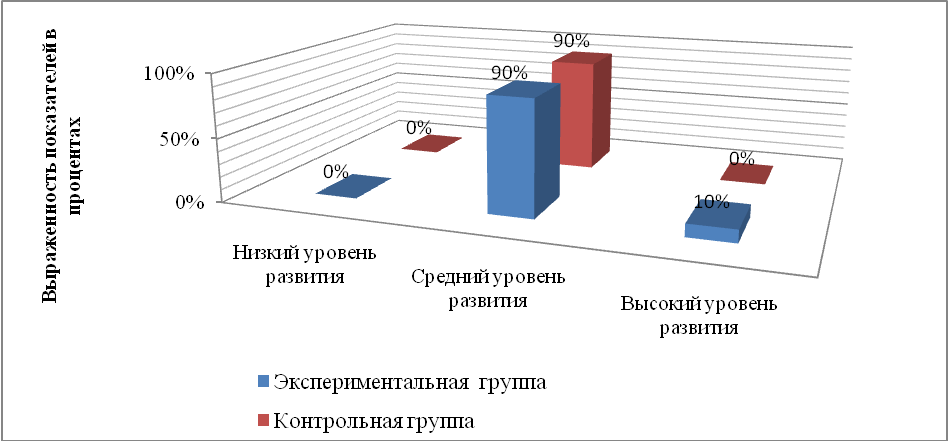 Выраженность показателей в
процентах
100%
50%
0%
0%
0%
90%
90%
10%
0%
Низкий уровень
развития
Средний уровень
развития
Высокий уровень
развития
Экспериментальная группа
Контрольная группа